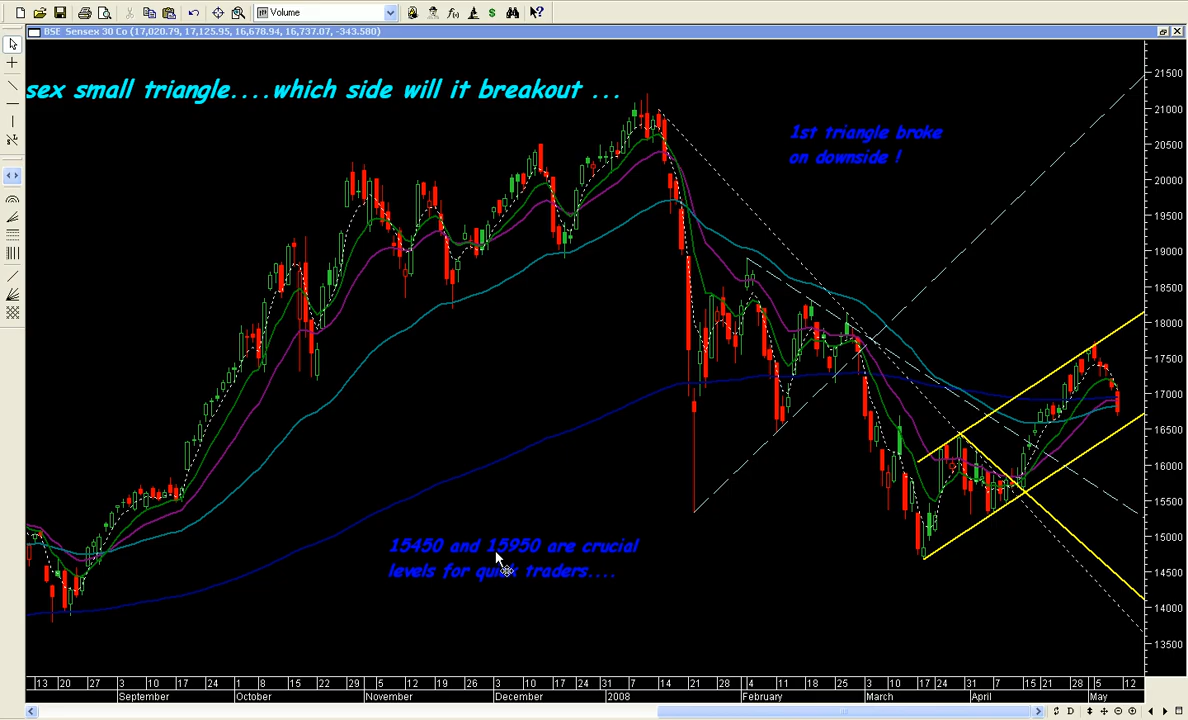 Volume
BSE Sensex 30 Co (17,020.79, 17,125.95, 16,678.94, 16,737.07, -343.580)
sex small triangle....which side will it breakout ...
1st triangle broke
on downside !
15450 and 15950 are crucial
levels for quick traders....
21500
21000
20500
20000
19500
19000
18500
18000
17500
17000
16500
16000
15500
15000
14500
14000
13500
13 20 27 3 10 17 24 1 8 15 22 29 5 12 19 26 3 10 17 24 31 7 14 21 28 4 11 18 25 3 10 17 24 31 7 15 21 28 5 12
September October November December 2008 February March April May
D